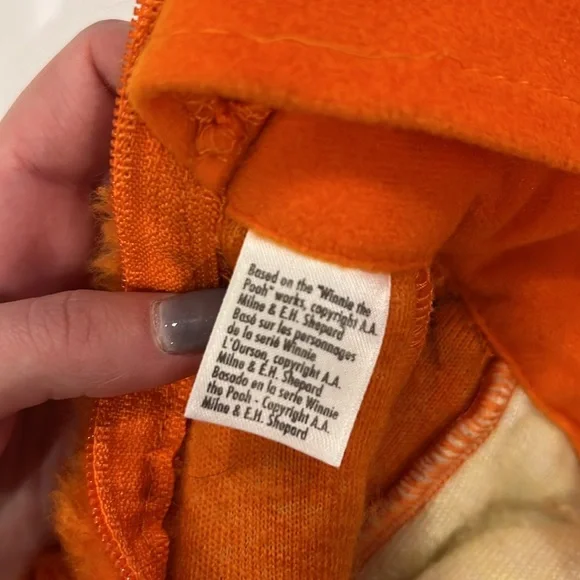 Based on the "Winnie the
Pooh" works, copyright A.A.
Milne & E.H. Shepard
Basé sur les personnages
de la serié Winnie
L'Ourson, copyright A.A.
Milne & E.H. Shepard
Basado en la serie Winnie
the Pooh - Copyright A.A.
Milne & E.H. Shepard